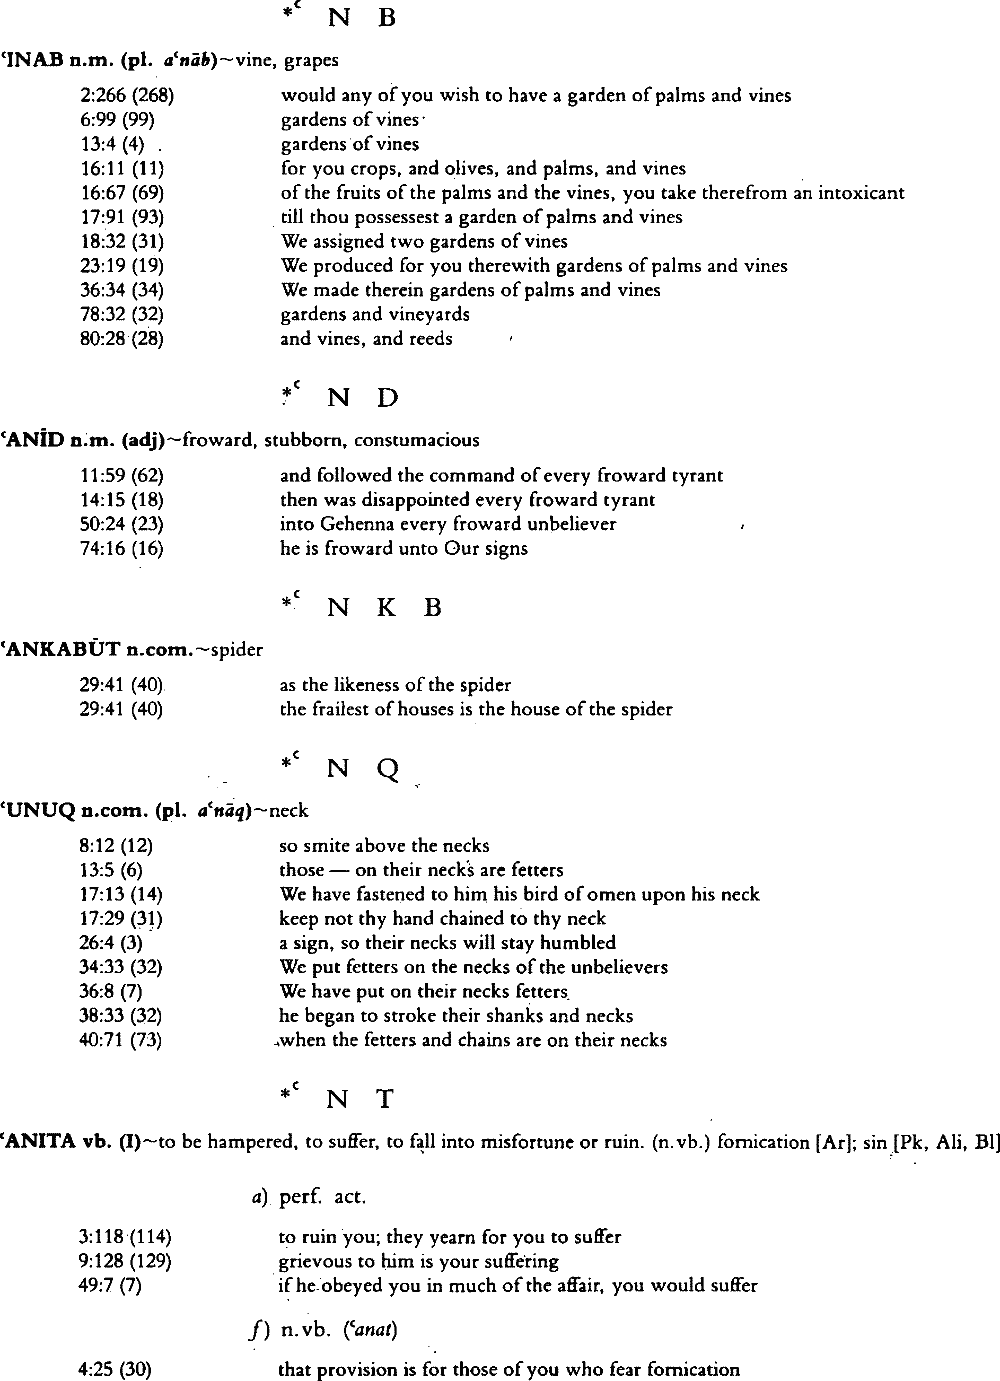 *ʿ N B
ʿINAB n.m. (pl. aʿnāb)~vine, grapes
2:266 (268) would any of you wish to have a garden of palms and vines
6:99 (99) gardens of vines
13:4 (4) gardens of vines
16:11 (11) for you crops, and olives, and palms, and vines
16:67 (69) of the fruits of the palms and the vines, you take therefrom an intoxicant
17:91 (93) till thou possessest a garden of palms and vines
18:32 (31) We assigned two gardens of vines
23:19 (19) We produced for you therewith gardens of palms and vines
36:34 (34) We made therein gardens of palms and vines
78:32 (32) gardens and vineyards
80:28 (28) and vines, and reeds
*ʿ N D
ʿANĪD n.m. (adj)~froward, stubborn, constumacious
11:59 (62) and followed the command of every froward tyrant
14:15 (18) then was disappointed every froward tyrant
50:24 (23) into Gehenna every froward unbeliever
74:16 (16) he is froward unto Our signs
*ʿ N K B
ʿANKABŪT n.com.~spider
29:41 (40) as the likeness of the spider
29:41 (40) the frailest of houses is the house of the spider
*ʿ N Q
ʿUNUQ n.com. (pl. aʿnāq)~neck
8:12 (12) so smite above the necks
13:5 (6) those — on their necks are fetters
17:13 (14) We have fastened to him his bird of omen upon his neck
17:29 (31) keep not thy hand chained to thy neck
26:4 (3) a sign, so their necks will stay humbled
34:33 (32) We put fetters on the necks of the unbelievers
36:8 (7) We have put on their necks fetters
38:33 (32) he began to stroke their shanks and necks
40:71 (73) when the fetters and chains are on their necks
*ʿ N T
ʿANITA vb. (I)~to be hampered, to suffer, to fall into misfortune or ruin. (n.vb.) fornication [Ar]; sin [Pk, Ali, Bl]
a) perf. act.
3:118 (114) to ruin you; they yearn for you to suffer
9:128 (129) grievous to him is your suffering
49:7 (7) if he obeyed you in much of the affair, you would suffer
f) n.vb. (ʿanat)
4:25 (30) that provision is for those of you who fear fornication